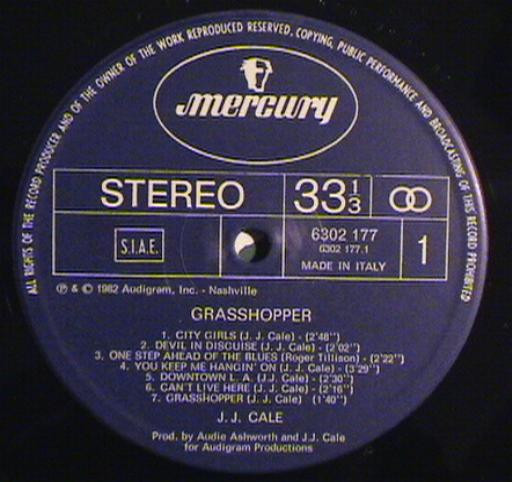 ALL RIGHTS OF THE RECORD PRODUCER AND OF THE OWNER OF THE WORK REPRODUCED RESERVED. COPYING, PUBLIC PERFORMANCE AND BROADCASTING OF THIS RECORD PROHIBITED
mercury
STEREO 33 1/3
S.I.A.E. 6302 177 1
6302 177.1
MADE IN ITALY
℗ & © 1982 Audigram, Inc. - Nashville
GRASSHOPPER
1. CITY GIRLS (J. J. Cale) - (2'48")
2. DEVIL IN DISGUISE (J. J. Cale) - (2'02")
3. ONE STEP AHEAD OF THE BLUES (Roger Tillison) - (2'22")
4. YOU KEEP ME HANGIN' ON (J. J. Cale) - (3'29")
5. DOWNTOWN L. A. (J.J. Cale) - (2'30")
6. CAN'T LIVE HERE (J. J. Cale) - (2'16")
7. GRASSHOPPER (J. J. Cale) (1'40")
J.J. CALE
Prod. by Audie Ashworth and J.J. Cale
for Audigram Productions